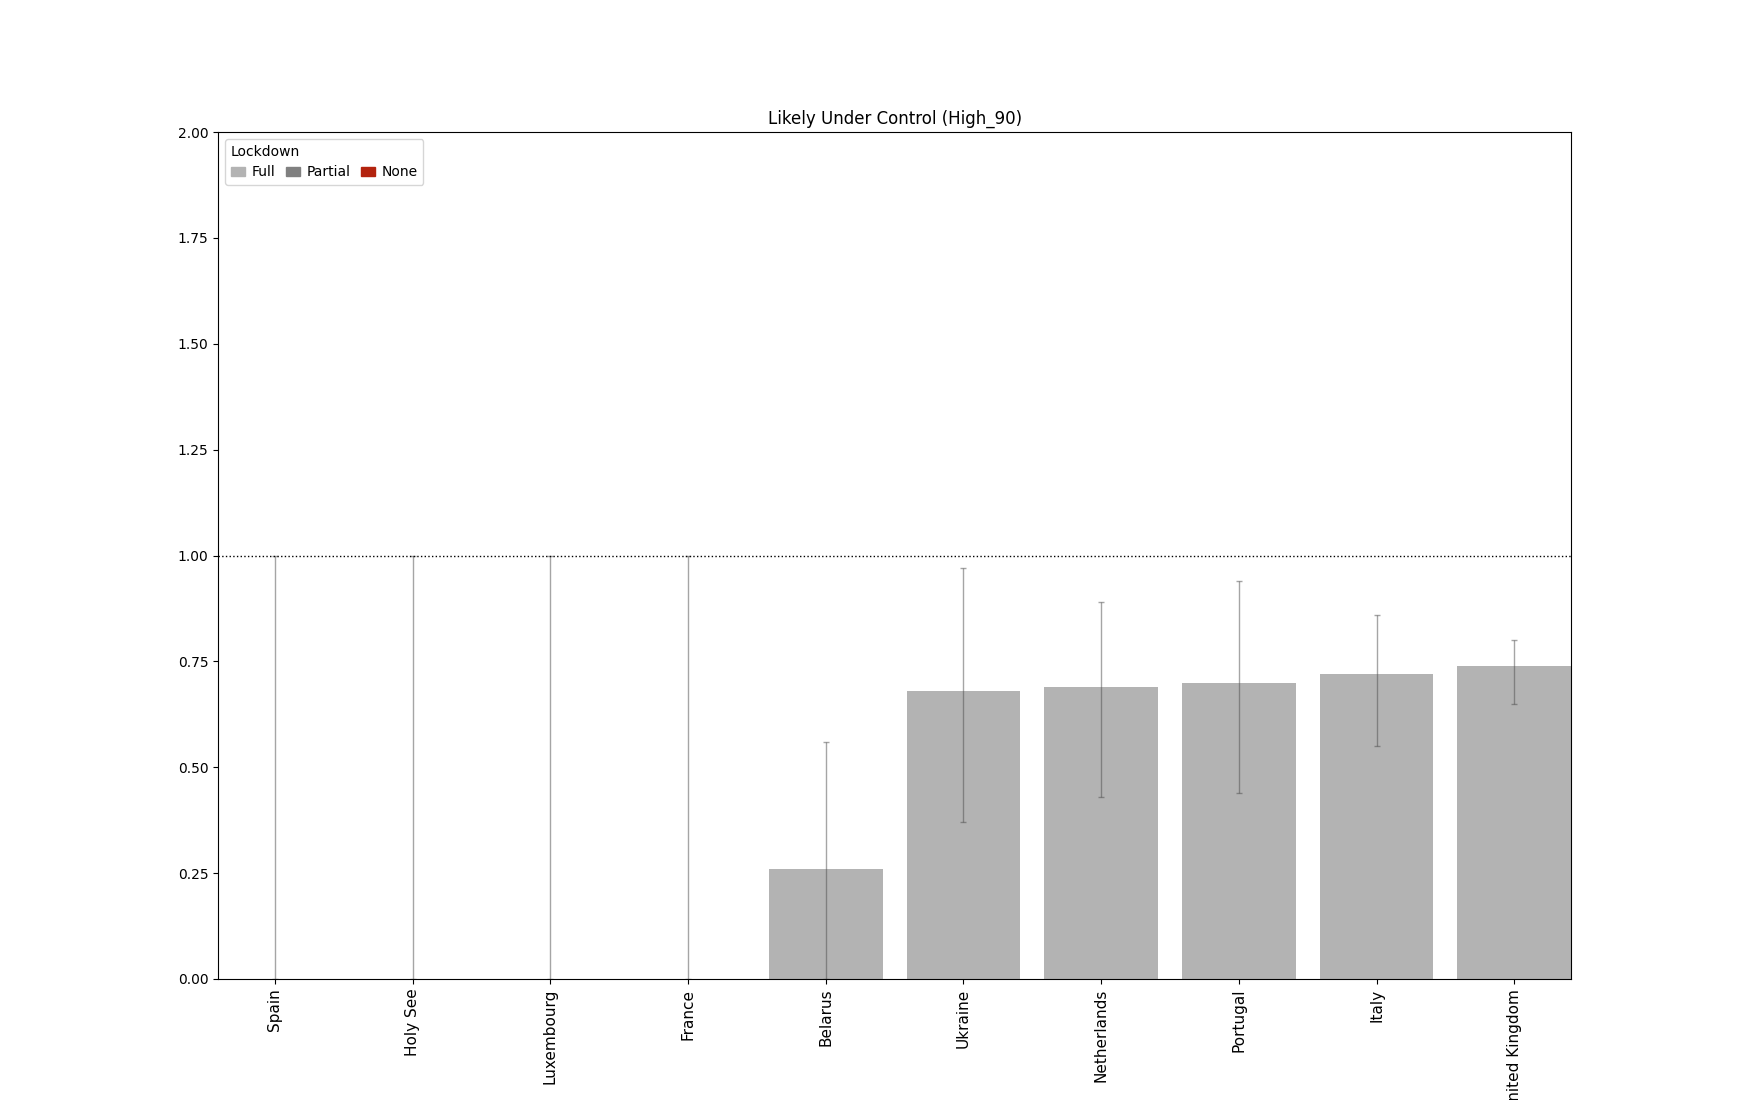 Likely Under Control (High_90)
Lockdown
Full Partial None
2.00
1.75
1.50
1.25
1.00
0.75
0.50
0.25
0.00
Spain
Holy See
Luxembourg
France
Belarus
Ukraine
Netherlands
Portugal
Italy
nited Kingdom